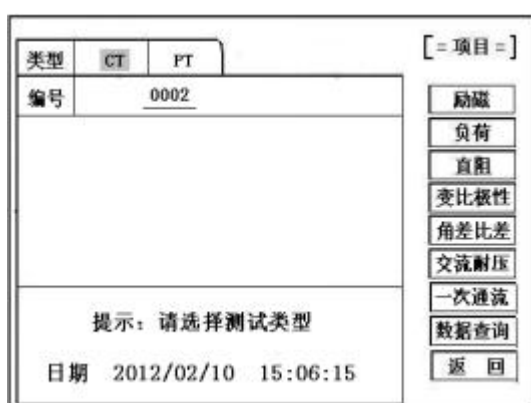 [=项目=]
类型 CT PT
编号 0002
励磁
负荷
直阻
变比极性
角差比差
交流耐压
一次通流
数据查询
返 回
提示：请选择测试类型
日期 2012/02/10 15:06:15